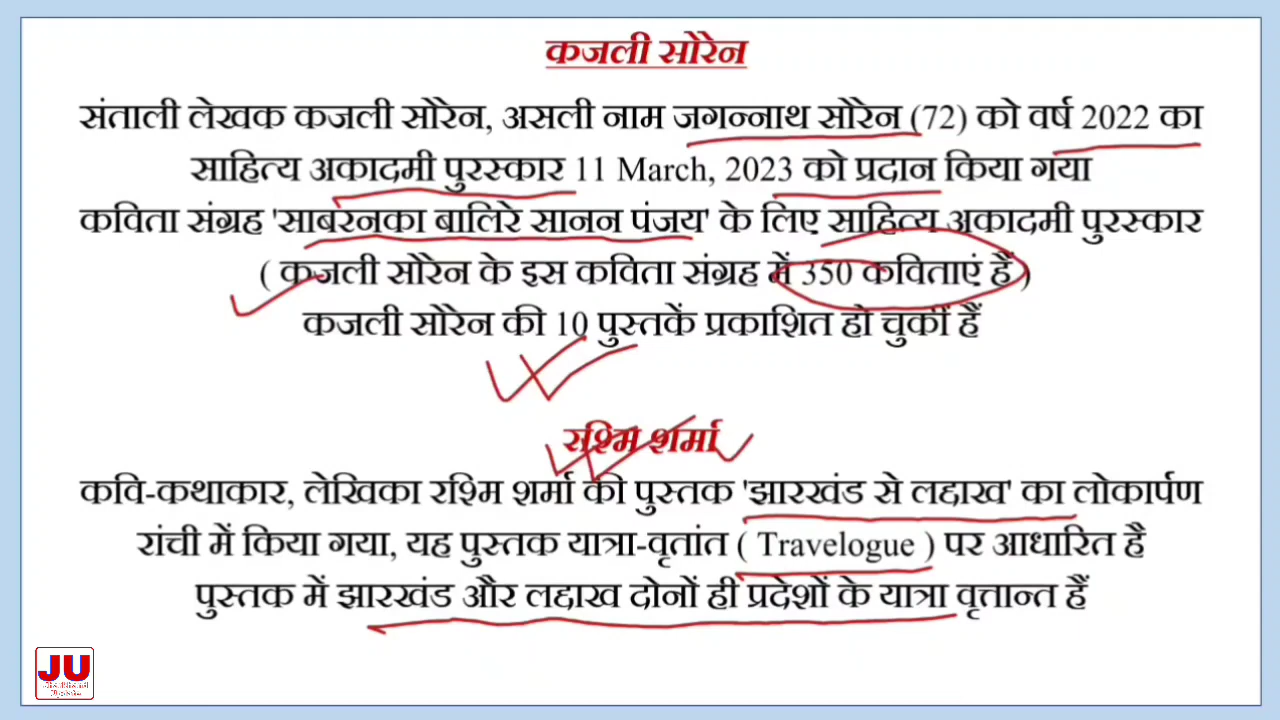 कजली सौरेन
संताली लेखक कजली सौरेन, असली नाम जगन्नाथ सौरेन (72) को वर्ष 2022 का
साहित्य अकादमी पुरस्कार 11 March, 2023 को प्रदान किया गया
कविता संग्रह 'साबरनका बालिरे सानन पंजय' के लिए साहित्य अकादमी पुरस्कार
( कजली सौरेन के इस कविता संग्रह में 350 कविताएं हैं )
कजली सौरेन की 10 पुस्तकें प्रकाशित हो चुकीं हैं
रश्मि शर्मा
कवि-कथाकार, लेखिका रश्मि शर्मा की पुस्तक 'झारखंड से लद्दाख' का लोकार्पण
रांची में किया गया, यह पुस्तक यात्रा-वृतांत ( Travelogue ) पर आधारित है
पुस्तक में झारखंड और लद्दाख दोनों ही प्रदेशों के यात्रा वृत्तान्त हैं
JU
Jharkhand
Update